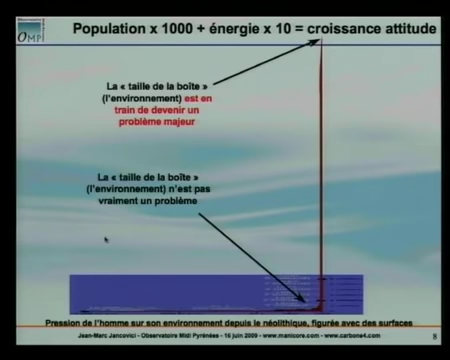 OMP
Population x 1000 + énergie x 10 = croissance attitude
La « taille de la boîte »
(l'environnement) est en
train de devenir un
problème majeur
La « taille de la boîte »
(l'environnement) n'est pas
vraiment un problème
Pression de l'homme sur son environnement depuis le néolithique, figurée avec des surfaces
Jean-Marc Jancovici - Observatoire Midi Pyrénées - 16 juin 2009 - www.manicore.com - www.carbone4.com
8